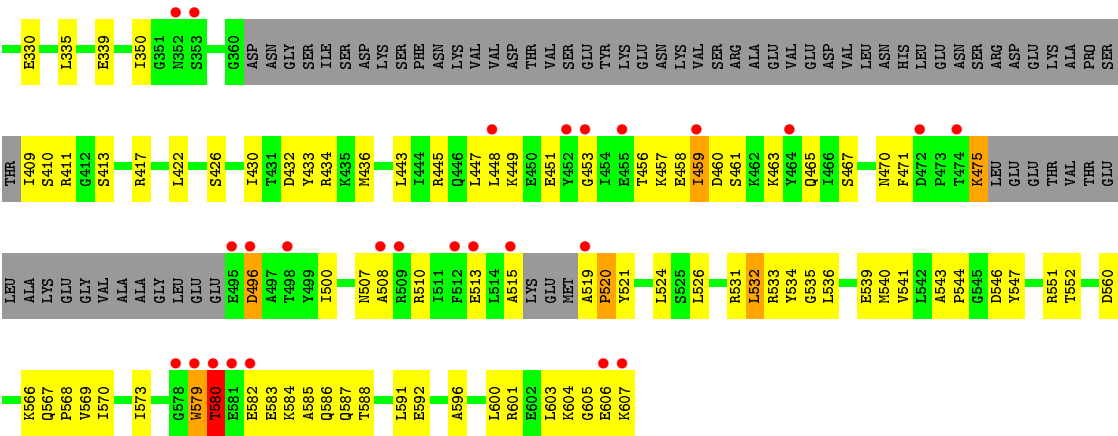 E330 L335 E339 I350 G351 N352 S353 G360 ASP ASN GLY SER ILE SER ASP LYS SER PHE ASN LYS VAL VAL ASP THR VAL SER GLU TYR LYS GLU ASN LYS VAL SER ARG ALA GLU VAL GLU ASP VAL LEU ASN HIS LEU GLU ASN SER ARG ASP GLU LYS ALA PRO SER
THR I409 S410 R411 G412 S413 R417 L422 S426 I430 T431 D432 Y433 R434 K435 M436 L443 I444 R445 Q446 L447 L448 K449 E450 E451 Y452 G453 I454 E455 T456 K457 E458 I459 D460 S461 K462 K463 Y464 Q465 I466 S467 N470 F471 D472 P473 T474 K475 LEU GLU GLU THR VAL THR GLU
LEU ALA LYS GLU GLY VAL ALA ALA GLY LEU GLU GLU E495 D496 A497 T498 Y499 I500 N507 A508 R509 R510 I511 F512 E513 L514 A515 LYS GLU MET A519 P520 Y521 L524 S525 L526 R531 L532 R533 Y534 G535 L536 E539 M540 V541 L542 A543 P544 G545 D546 Y547 R551 T552 D560
K566 Q567 P568 V569 I570 I573 G578 W579 T580 E581 E582 E583 K584 A585 Q586 Q587 T588 L591 E592 A596 L600 R601 E602 L603 K604 G605 E606 K607